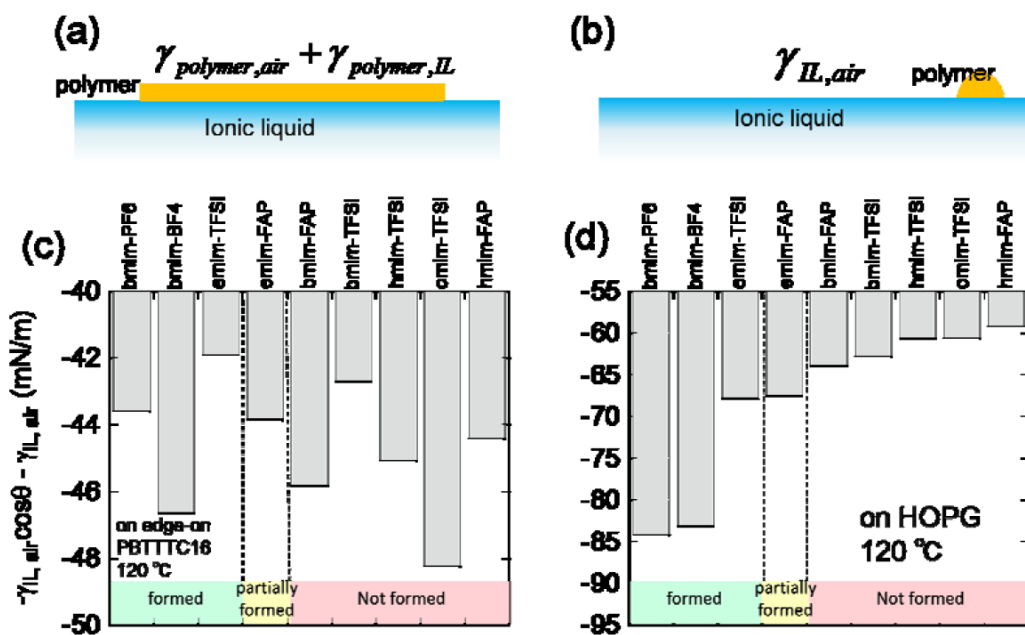 (a)
γpolymer,air + γpolymer,IL
polymer
Ionic liquid
(b)
γIL,air
polymer
Ionic liquid
(c)
bmim-PF6
bmim-BF4
emim-TFSI
emim-FAP
bmim-FAP
bmim-TFSI
hmim-TFSI
omim-TFSI
hmim-FAP
-γIL, air cosθ - γIL, air (mN/m)
-40
-42
-44
-46
-48
-50
on edge-on
PBTTTC16
120 °C
formed
partially
formed
Not formed
(d)
bmim-PF6
bmim-BF4
emim-TFSI
emim-FAP
bmim-FAP
bmim-TFSI
hmim-TFSI
omim-TFSI
hmim-FAP
-55
-60
-65
-70
-75
-80
-85
-90
-95
on HOPG
120 °C
formed
partially
formed
Not formed